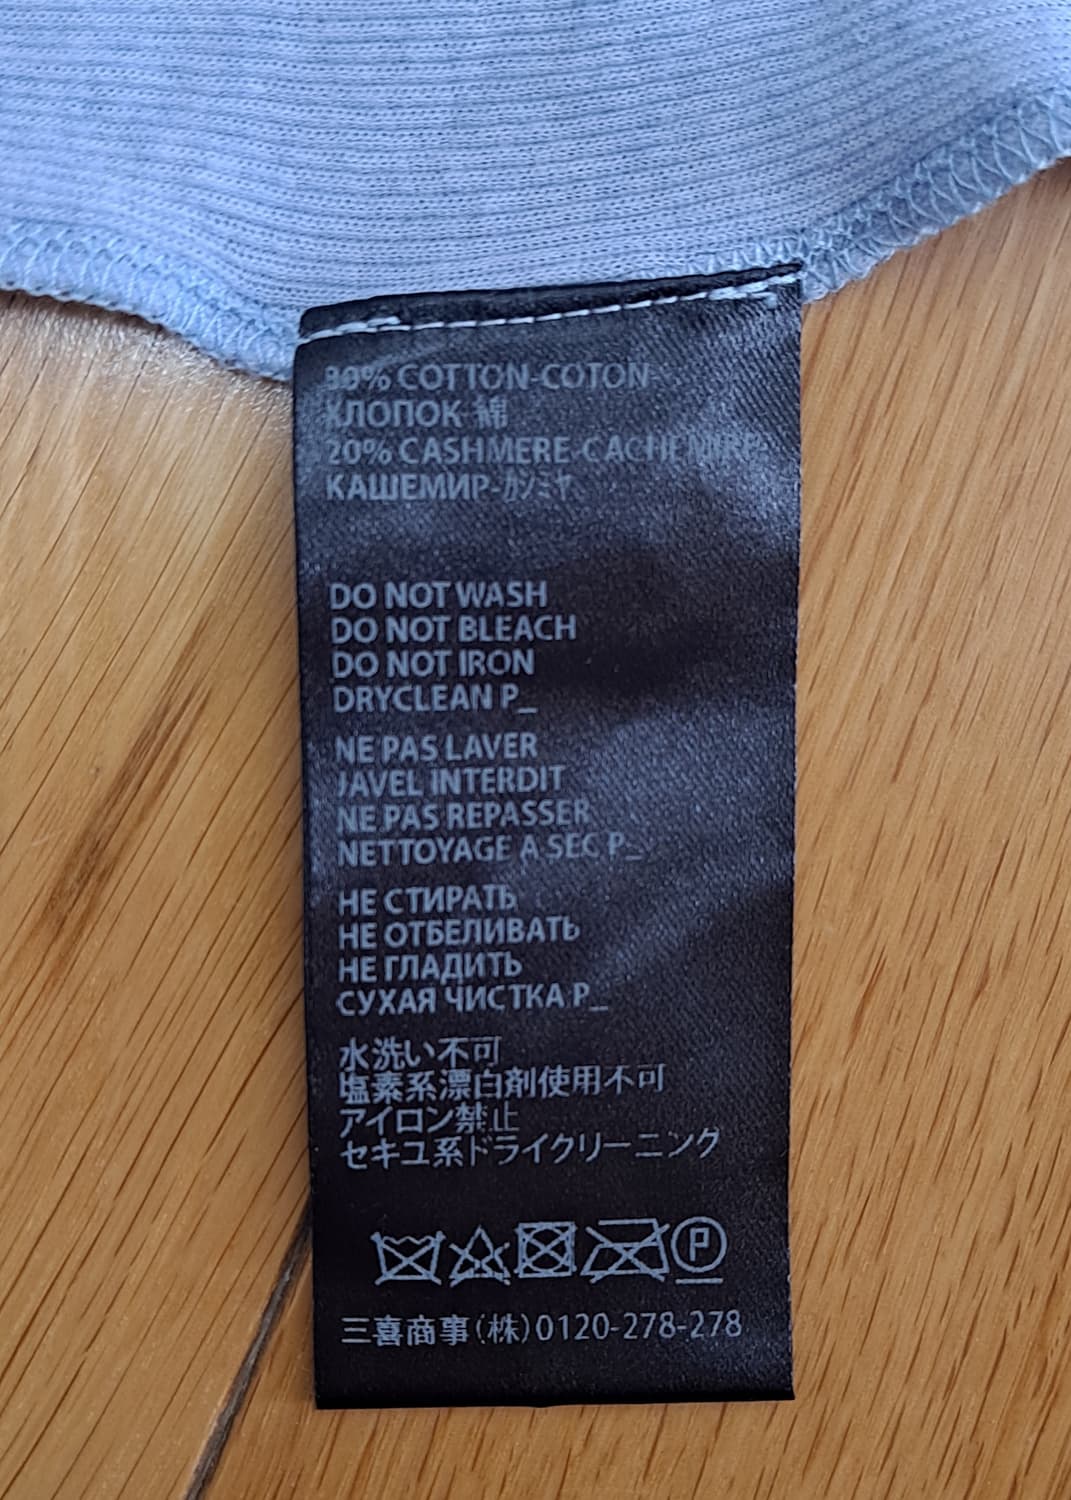 % COTTON-COTON
ХЛОПОК-綿
20% CASHMERE-CACHEMIRE
КАШЕМИР-カシミヤ
DO NOT WASH
DO NOT BLEACH
DO NOT IRON
DRYCLEAN P_
NE PAS LAVER
JAVEL INTERDIT
NE PAS REPASSER
NETTOYAGE A SEC P_
НЕ СТИРАТЬ
НЕ ОТБЕЛИВАТЬ
НЕ ГЛАДИТЬ
СУХАЯ ЧИСТКА P_
水洗い不可
塩素系漂白剤使用不可
アイロン禁止
セキユ系ドライクリーニング
P
三喜商事(株)0120-278-278